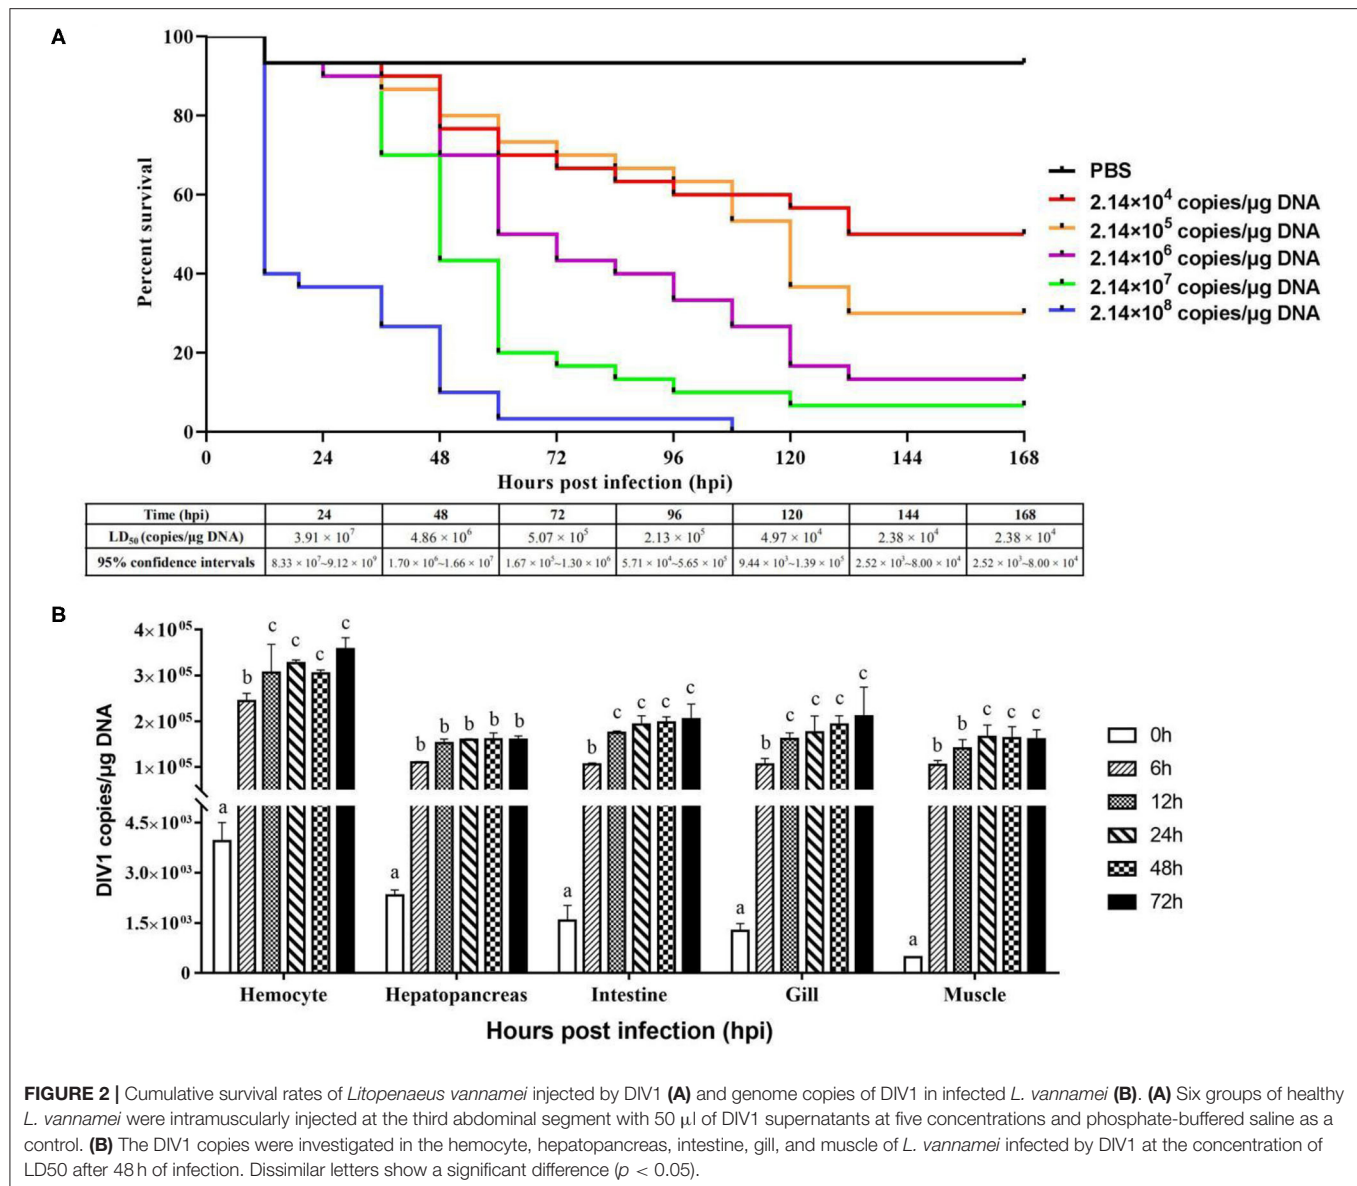 A
100
80
60
40
20
0
Percent survival
0 24 48 72 96 120 144 168
Hours post infection (hpi)
PBS
2.14×10⁴ copies/µg DNA
2.14×10⁵ copies/µg DNA
2.14×10⁶ copies/µg DNA
2.14×10⁷ copies/µg DNA
2.14×10⁸ copies/µg DNA
Time (hpi) 24 48 72 96 120 144 168
LD₅₀ (copies/µg DNA) 3.91 × 10⁷ 4.86 × 10⁶ 5.07 × 10⁵ 2.13 × 10⁵ 4.97 × 10⁴ 2.38 × 10⁴ 2.38 × 10⁴
95% confidence intervals 8.33 × 10⁷~9.12 × 10⁹ 1.70 × 10⁶~1.66 × 10⁷ 1.67 × 10⁵~1.30 × 10⁶ 5.71 × 10⁴~5.65 × 10⁵ 9.44 × 10³~1.39 × 10⁵ 2.52 × 10³~8.00 × 10⁴ 2.52 × 10³~8.00 × 10⁴
B
4×10⁰⁵
3×10⁰⁵
2×10⁰⁵
1×10⁰⁵
4.5×10⁰³
3.0×10⁰³
1.5×10⁰³
0
DIV1 copies/µg DNA
a b c c c c
a b b b b b
a b c c c c
a b c c c c
a b b c c c
Hemocyte Hepatopancreas Intestine Gill Muscle
Hours post infection (hpi)
0h
6h
12h
24h
48h
72h
FIGURE 2 | Cumulative survival rates of Litopenaeus vannamei injected by DIV1 (A) and genome copies of DIV1 in infected L. vannamei (B). (A) Six groups of healthy
L. vannamei were intramuscularly injected at the third abdominal segment with 50 µl of DIV1 supernatants at five concentrations and phosphate-buffered saline as a
control. (B) The DIV1 copies were investigated in the hemocyte, hepatopancreas, intestine, gill, and muscle of L. vannamei infected by DIV1 at the concentration of
LD50 after 48 h of infection. Dissimilar letters show a significant difference (p < 0.05).